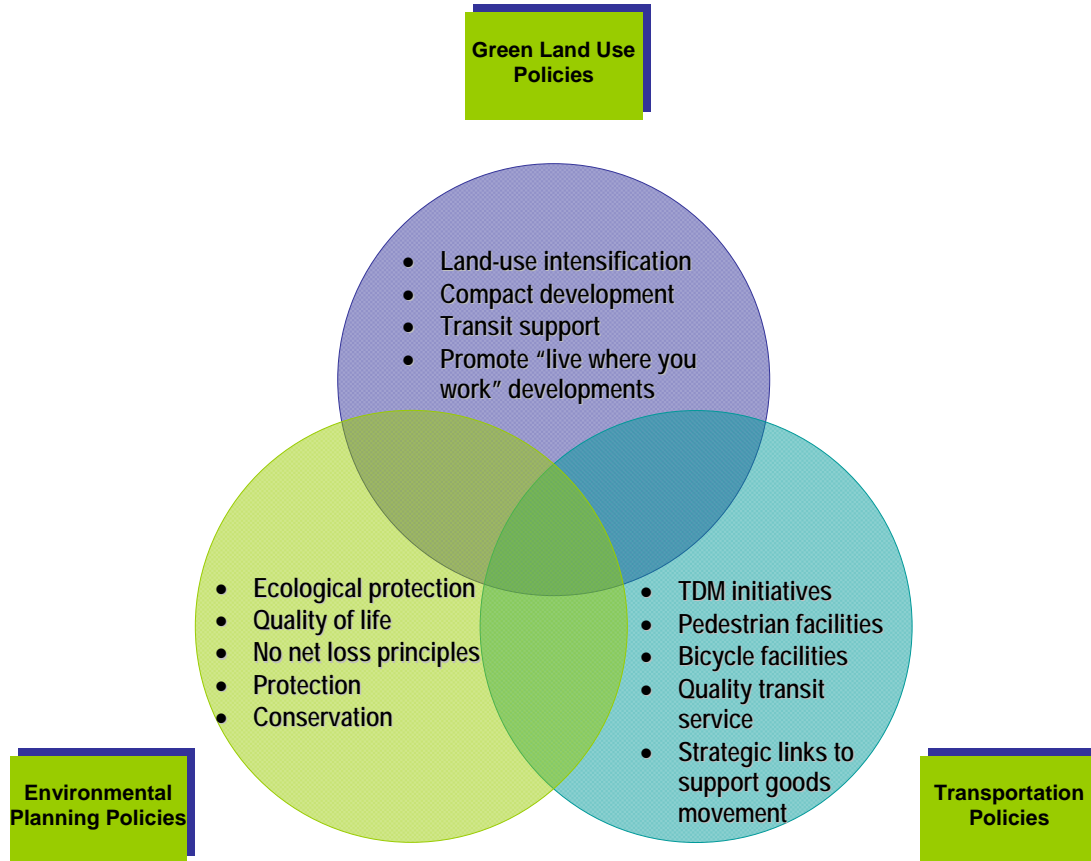 Green Land Use
Policies
• Land-use intensification
• Compact development
• Transit support
• Promote “live where you
work” developments
• Ecological protection
• Quality of life
• No net loss principles
• Protection
• Conservation
• TDM initiatives
• Pedestrian facilities
• Bicycle facilities
• Quality transit
service
• Strategic links to
support goods
movement
Environmental
Planning Policies
Transportation
Policies